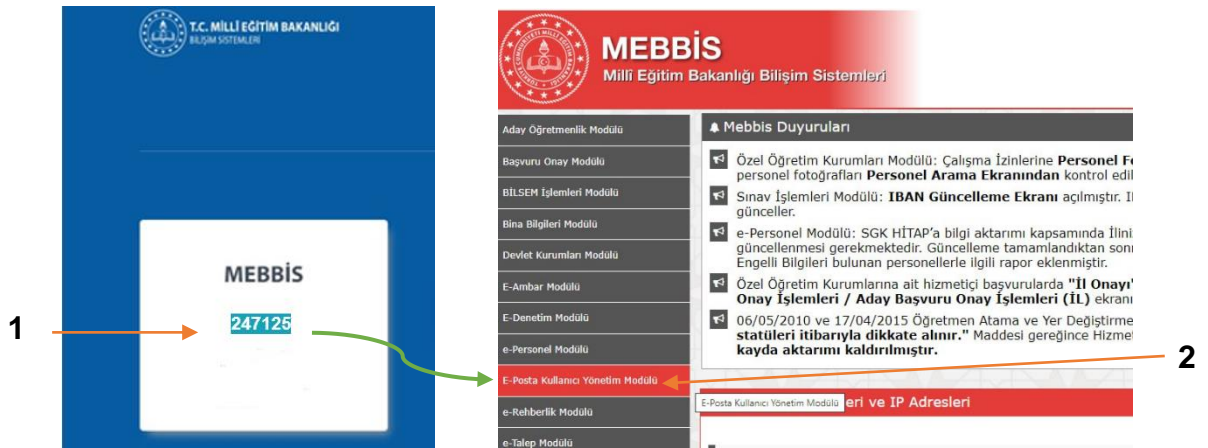 T.C. MİLLÎ EĞİTİM BAKANLIĞI
BİLİŞİM SİSTEMLERİ
MEBBİS
247125
1
MEBBİS
Millî Eğitim Bakanlığı Bilişim Sistemleri
Aday Öğretmenlik Modülü
Başvuru Onay Modülü
BİLSEM İşlemleri Modülü
Bina Bilgileri Modülü
Devlet Kurumları Modülü
E-Ambar Modülü
E-Denetim Modülü
e-Personel Modülü
E-Posta Kullanıcı Yönetim Modülü
e-Rehberlik Modülü
e-Talep Modülü
Mebbis Duyuruları
Özel Öğretim Kurumları Modülü: Çalışma İzinlerine Personel
personel fotoğrafları Personel Arama Ekranından kontrol
Sınav İşlemleri Modülü: IBAN Güncelleme Ekranı açılmıştır.
günceller.
e-Personel Modülü: SGK HİTAP'a bilgi aktarımı kapsamında
güncellenmesi gerekmektedir. Güncelleme tamamlandıktan
Engelli Bilgileri bulunan personellerle ilgili rapor eklenmiştir.
Özel Öğretim Kurumlarına ait hizmetiçi başvurularda "İl Onayı"
Onay İşlemleri / Aday Başvuru Onay İşlemleri (İL)
06/05/2010 ve 17/04/2015 Öğretmen Atama ve Yer Değiştirme
statüleri itibarıyla dikkate alınır." Maddesi gereğince
kayda aktarımı kaldırılmıştır.
2
E-Posta Kullanıcı Yönetim Modülü
eri ve IP Adresleri